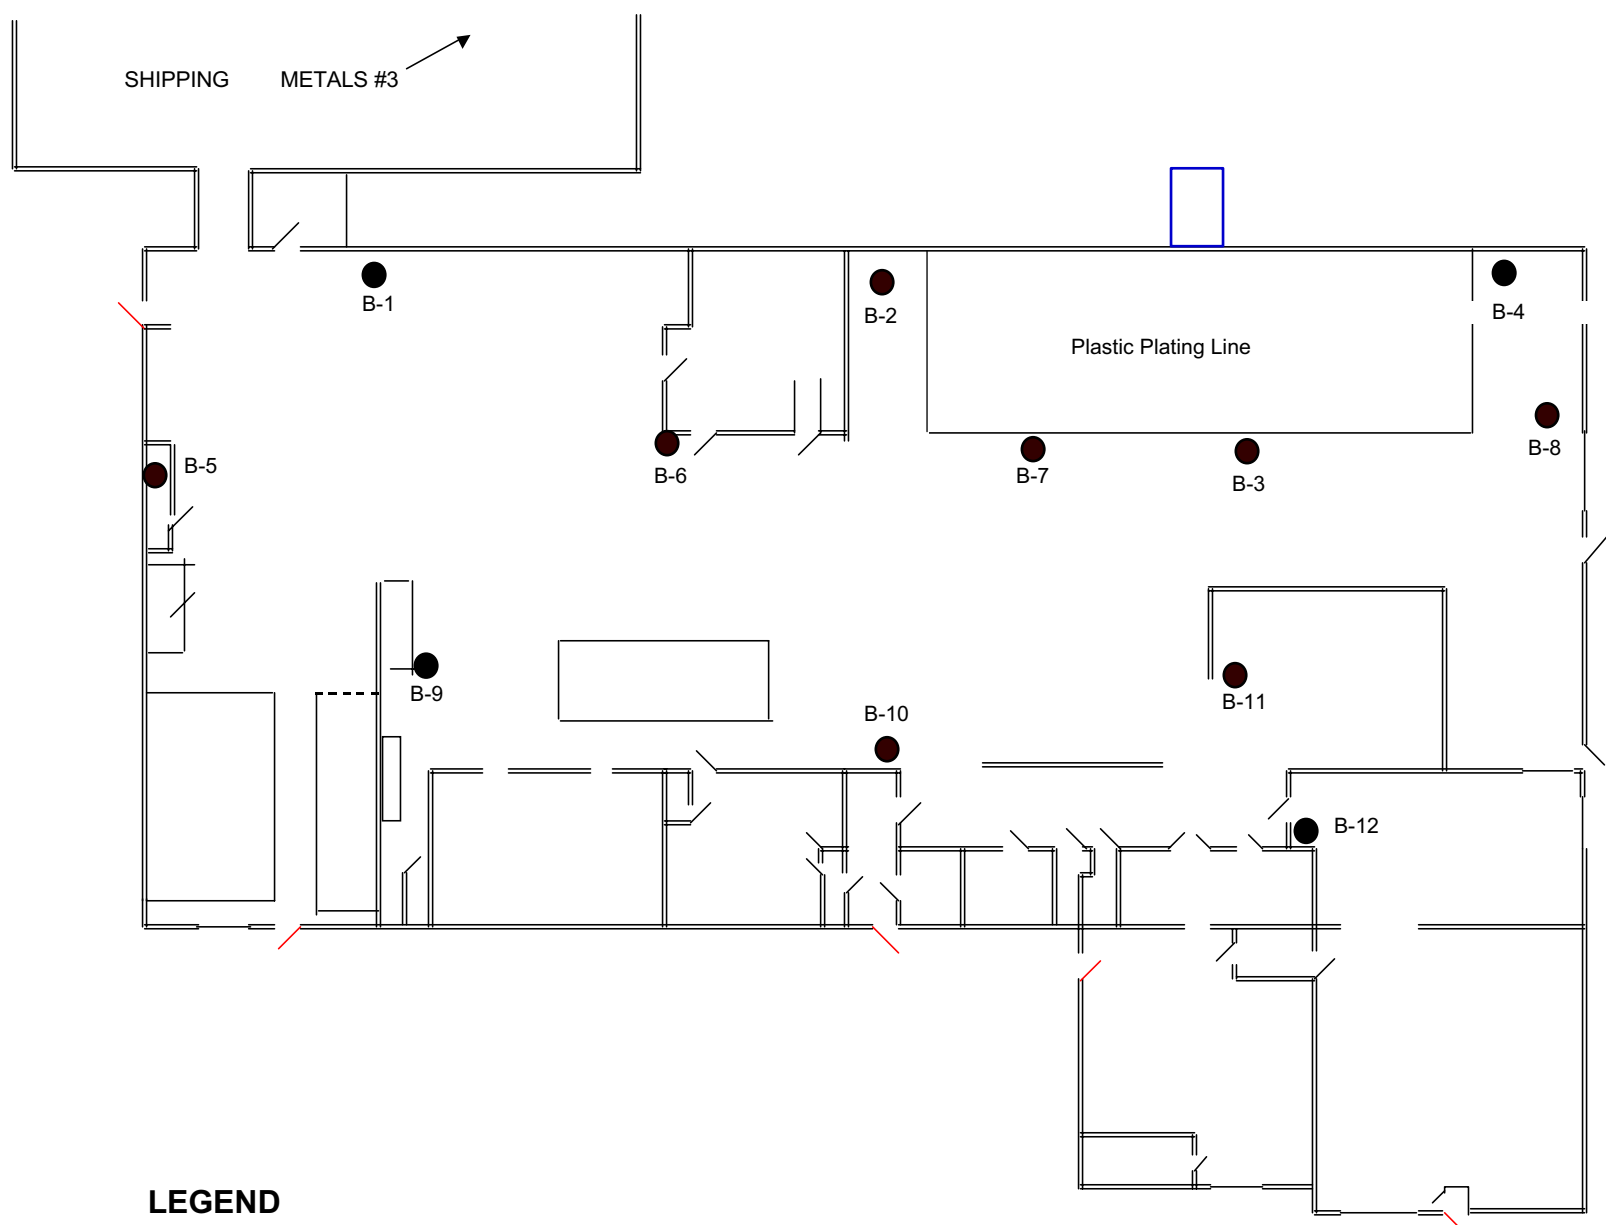 SHIPPING METALS #3
B-1
B-2
B-4
Plastic Plating Line
B-5
B-6
B-7
B-3
B-8
B-9
B-10
B-11
B-12
LEGEND